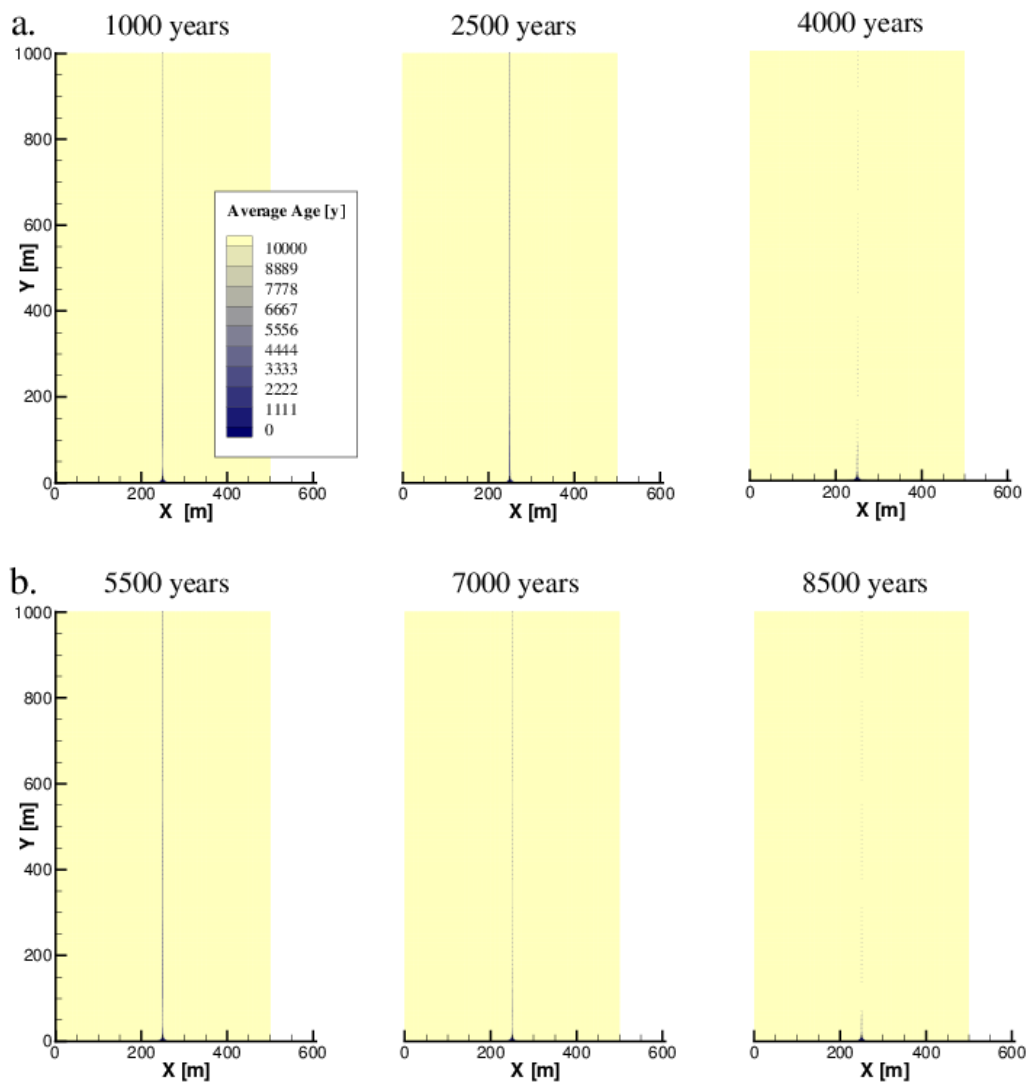 a.
1000 years
2500 years
4000 years
1000
800
600
400
200
0
Y [m]
Average Age [y]
10000
8889
7778
6667
5556
4444
3333
2222
1111
0
0 200 400 600
X [m]
0 200 400 600
X [m]
0 200 400 600
X [m]
b.
5500 years
7000 years
8500 years
1000
800
600
400
200
0
Y [m]
0 200 400 600
X [m]
0 200 400 600
X [m]
0 200 400 600
X [m]